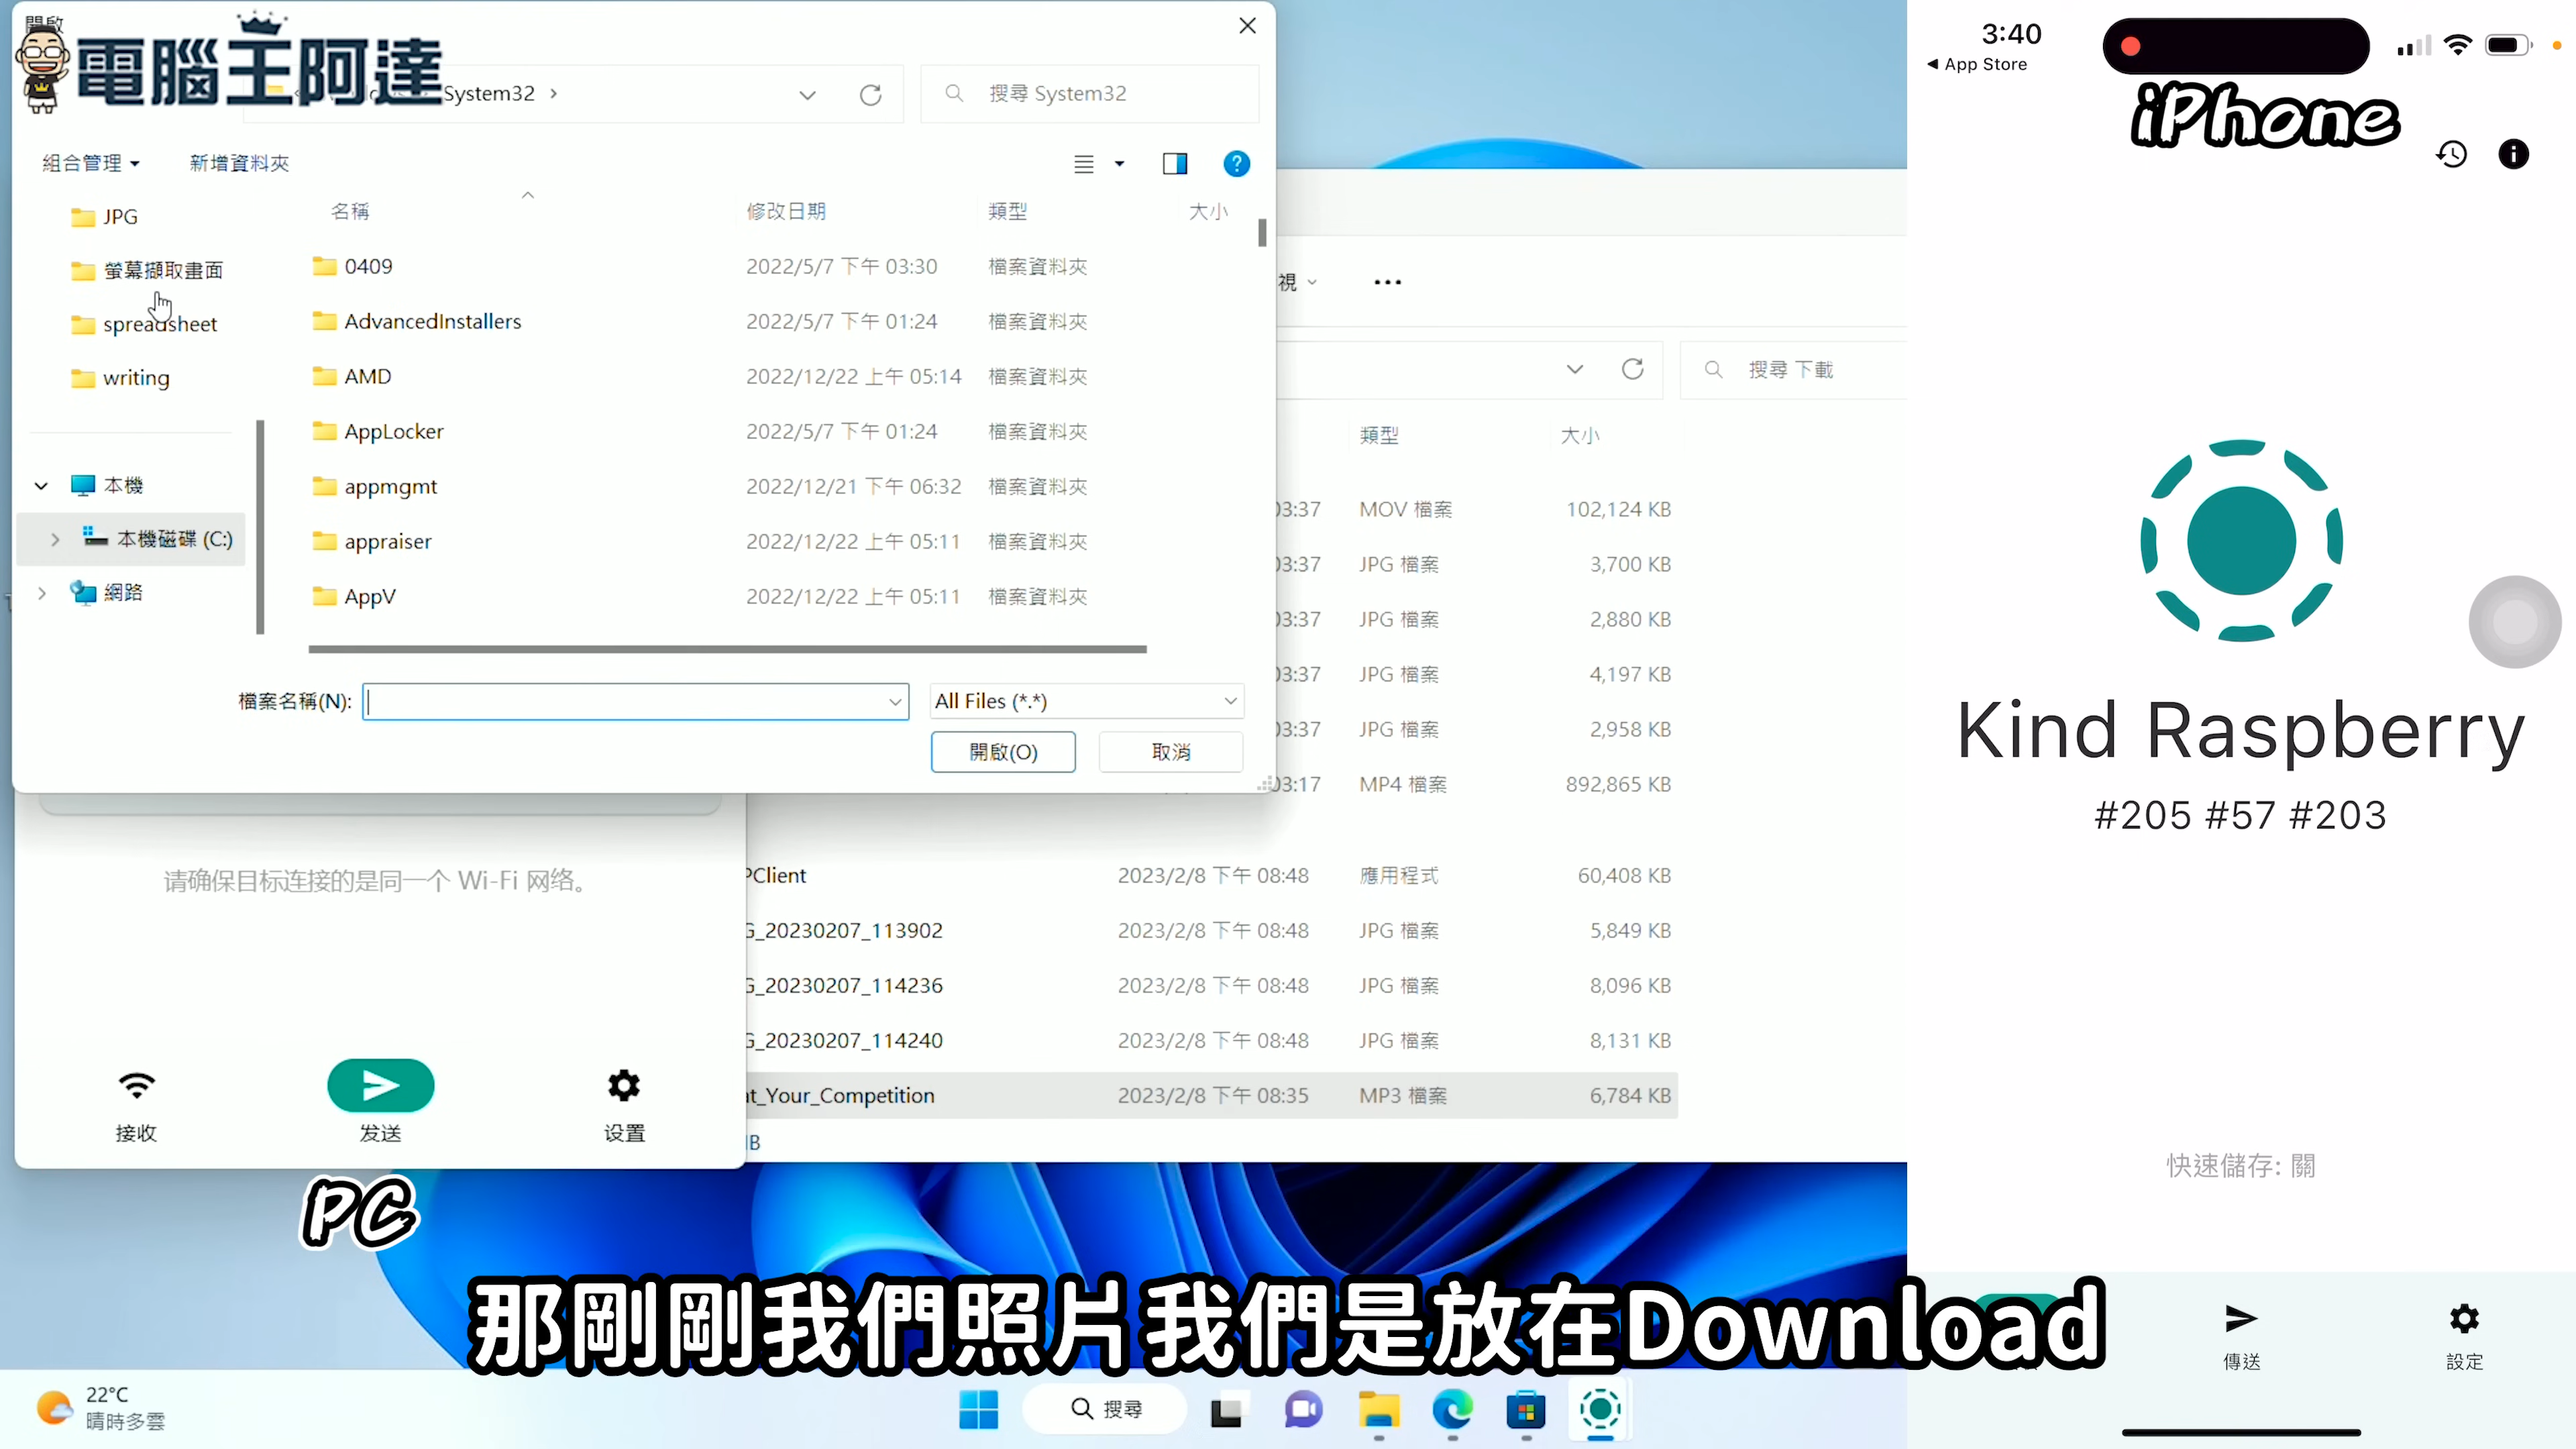 開啟
電腦王阿達
System32 >
搜尋 System32
組合管理
新增資料夾
JPG
螢幕擷取畫面
spreadsheet
writing
本機
本機磁碟 (C:)
網路
名稱 修改日期 類型 大小
0409 2022/5/7 下午 03:30 檔案資料夾
AdvancedInstallers 2022/5/7 下午 01:24 檔案資料夾
AMD 2022/12/22 上午 05:14 檔案資料夾
AppLocker 2022/5/7 下午 01:24 檔案資料夾
appmgmt 2022/12/21 下午 06:32 檔案資料夾
appraiser 2022/12/22 上午 05:11 檔案資料夾
AppV 2022/12/22 上午 05:11 檔案資料夾
檔案名稱(N):
All Files (*.*)
開啟(O)
取消
視
搜尋 下載
類型 大小
03:37 MOV 檔案 102,124 KB
03:37 JPG 檔案 3,700 KB
03:37 JPG 檔案 2,880 KB
03:37 JPG 檔案 4,197 KB
03:37 JPG 檔案 2,958 KB
03:17 MP4 檔案 892,865 KB
PClient 2023/2/8 下午 08:48 應用程式 60,408 KB
G_20230207_113902 2023/2/8 下午 08:48 JPG 檔案 5,849 KB
G_20230207_114236 2023/2/8 下午 08:48 JPG 檔案 8,096 KB
G_20230207_114240 2023/2/8 下午 08:48 JPG 檔案 8,131 KB
at_Your_Competition 2023/2/8 下午 08:35 MP3 檔案 6,784 KB
请确保目标连接的是同一个 Wi-Fi 网络。
接收
发送
设置
PC
3:40
App Store
iPhone
Kind Raspberry
#205 #57 #203
快速儲存: 關
傳送
設定
那剛剛我們照片我們是放在Download
22°C
晴時多雲
搜尋